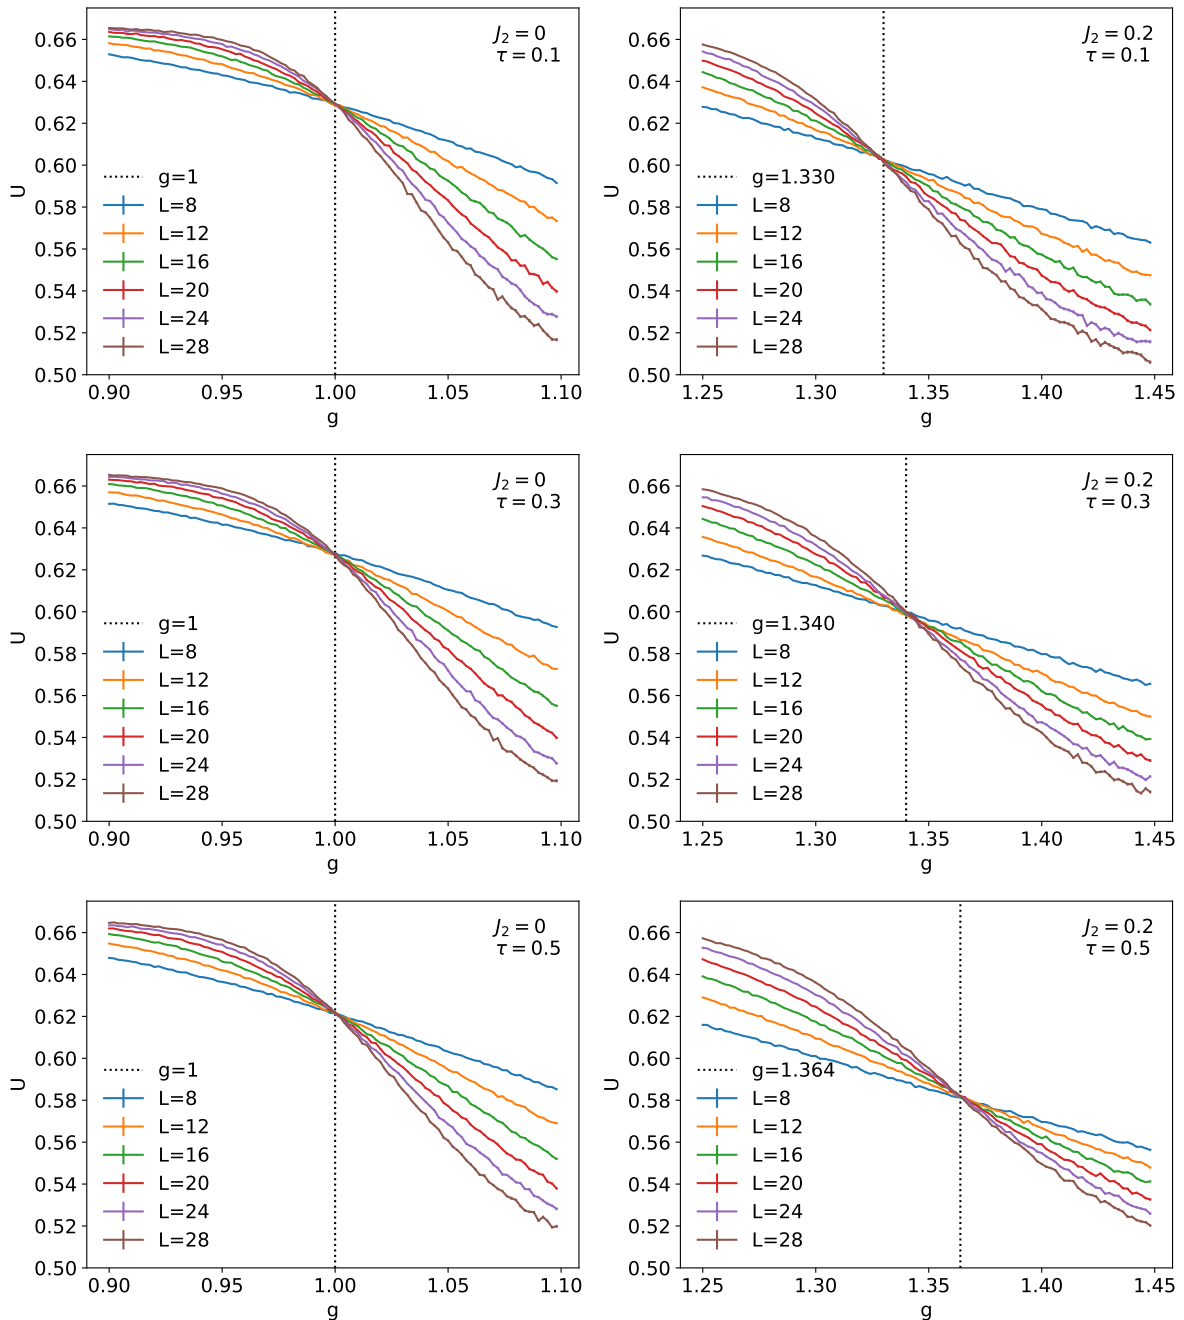 J₂ = 0
τ = 0.1
U
0.66
0.64
0.62
0.60
0.58
0.56
0.54
0.52
0.50
g=1
L=8
L=12
L=16
L=20
L=24
L=28
0.90 0.95 1.00 1.05 1.10
g
J₂ = 0.2
τ = 0.1
U
0.66
0.64
0.62
0.60
0.58
0.56
0.54
0.52
0.50
g=1.330
L=8
L=12
L=16
L=20
L=24
L=28
1.25 1.30 1.35 1.40 1.45
g
J₂ = 0
τ = 0.3
U
0.66
0.64
0.62
0.60
0.58
0.56
0.54
0.52
0.50
g=1
L=8
L=12
L=16
L=20
L=24
L=28
0.90 0.95 1.00 1.05 1.10
g
J₂ = 0.2
τ = 0.3
U
0.66
0.64
0.62
0.60
0.58
0.56
0.54
0.52
0.50
g=1.340
L=8
L=12
L=16
L=20
L=24
L=28
1.25 1.30 1.35 1.40 1.45
g
J₂ = 0
τ = 0.5
U
0.66
0.64
0.62
0.60
0.58
0.56
0.54
0.52
0.50
g=1
L=8
L=12
L=16
L=20
L=24
L=28
0.90 0.95 1.00 1.05 1.10
g
J₂ = 0.2
τ = 0.5
U
0.66
0.64
0.62
0.60
0.58
0.56
0.54
0.52
0.50
g=1.364
L=8
L=12
L=16
L=20
L=24
L=28
1.25 1.30 1.35 1.40 1.45
g